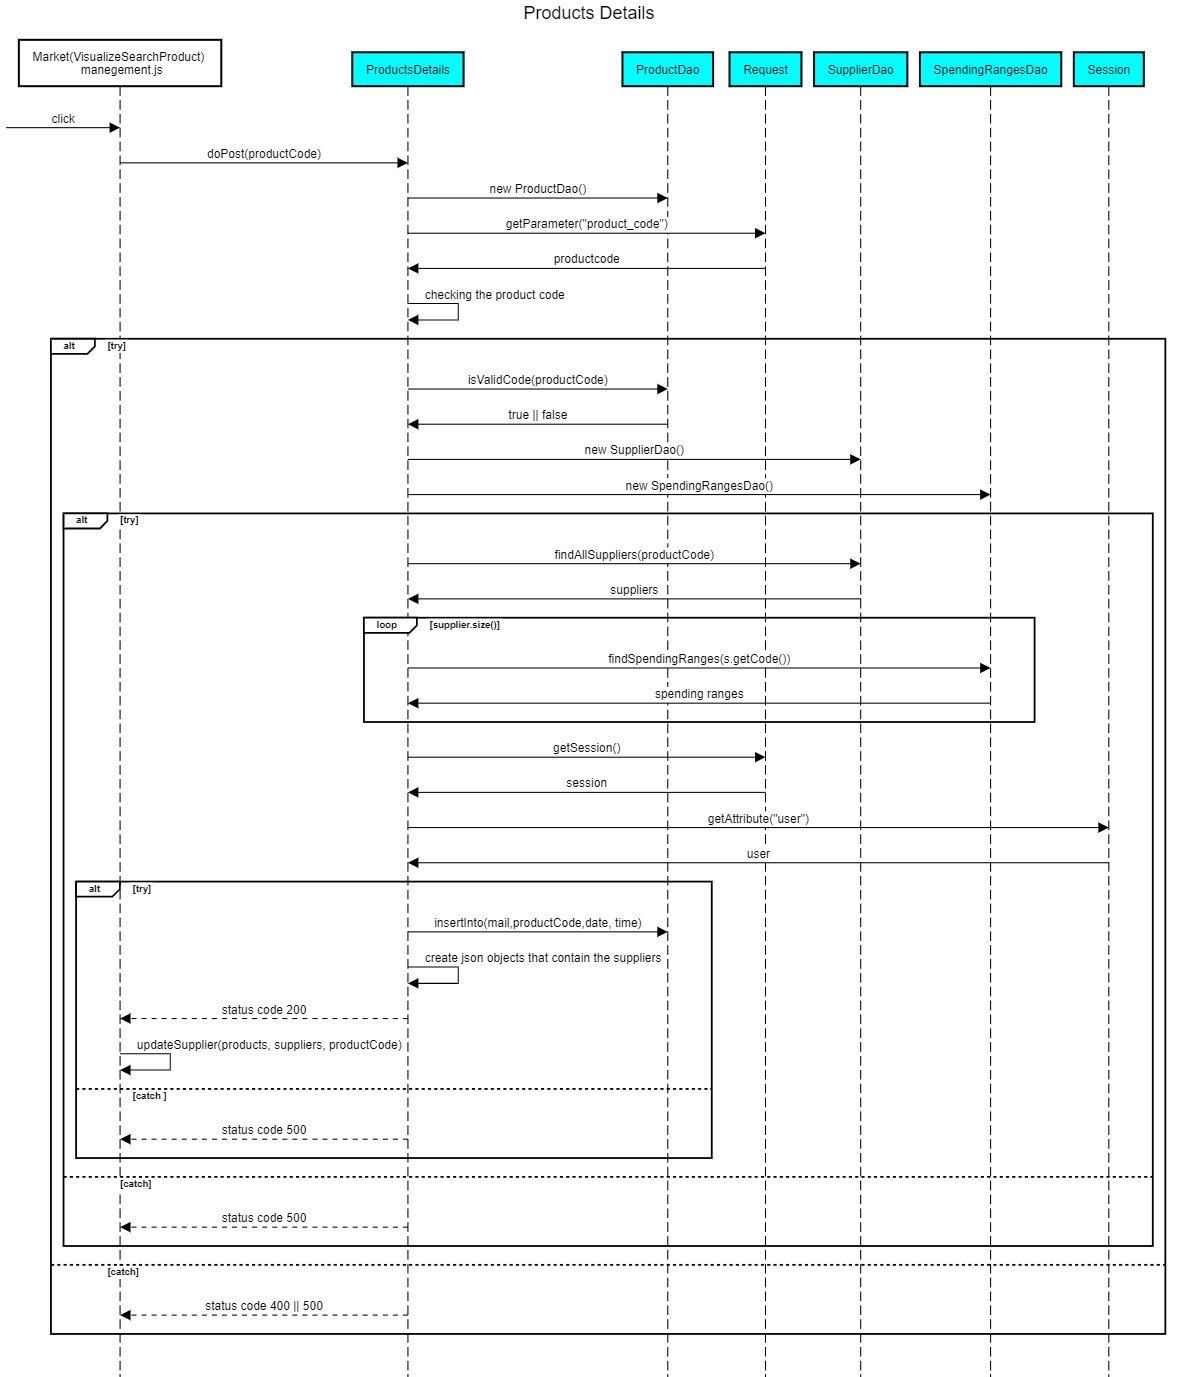 Products Details
Market(VisualizeSearchProduct)
manegement.js
ProductsDetails
ProductDao
Request
SupplierDao
SpendingRangesDao
Session
click
doPost(productCode)
new ProductDao()
getParameter("product_code")
productcode
checking the product code
alt [try]
isValidCode(productCode)
true || false
new SupplierDao()
new SpendingRangesDao()
alt [try]
findAllSuppliers(productCode)
suppliers
loop [supplier.size()]
findSpendingRanges(s.getCode())
spending ranges
getSession()
session
getAttribute("user")
user
alt [try]
insertInto(mail,productCode,date, time)
create json objects that contain the suppliers
status code 200
updateSupplier(products, suppliers, productCode)
[catch ]
status code 500
[catch]
status code 500
[catch]
status code 400 || 500